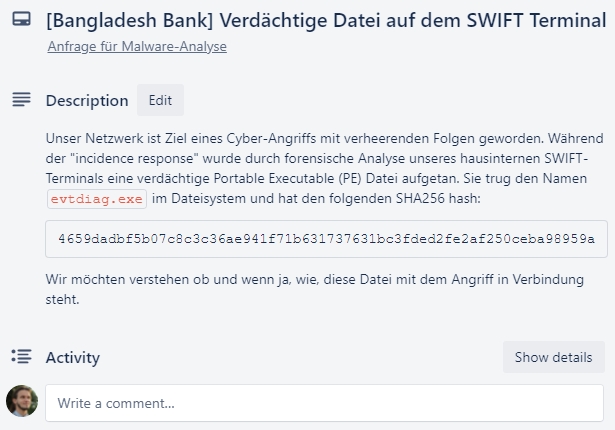 [Bangladesh Bank] Verdächtige Datei auf dem SWIFT Terminal
Anfrage für Malware-Analyse
Description Edit
Unser Netzwerk ist Ziel eines Cyber-Angriffs mit verheerenden Folgen geworden. Während
der "incidence response" wurde durch forensische Analyse unseres hausinternen SWIFT-
Terminals eine verdächtige Portable Executable (PE) Datei aufgetan. Sie trug den Namen
evtdiag.exe im Dateisystem und hat den folgenden SHA256 hash:
4659dadbf5b07c8c3c36ae941f71b631737631bc3fded2fe2af250ceba98959a
Wir möchten verstehen ob und wenn ja, wie, diese Datei mit dem Angriff in Verbindung
steht.
Activity Show details
Write a comment...